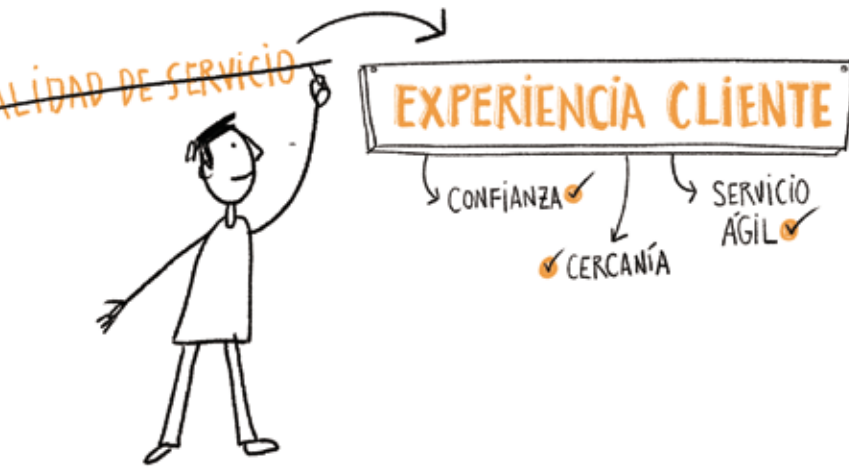 ALIDAD DE SERVICIO
EXPERIENCIA CLIENTE
CONFIANZA
CERCANÍA
SERVICIO
ÁGIL